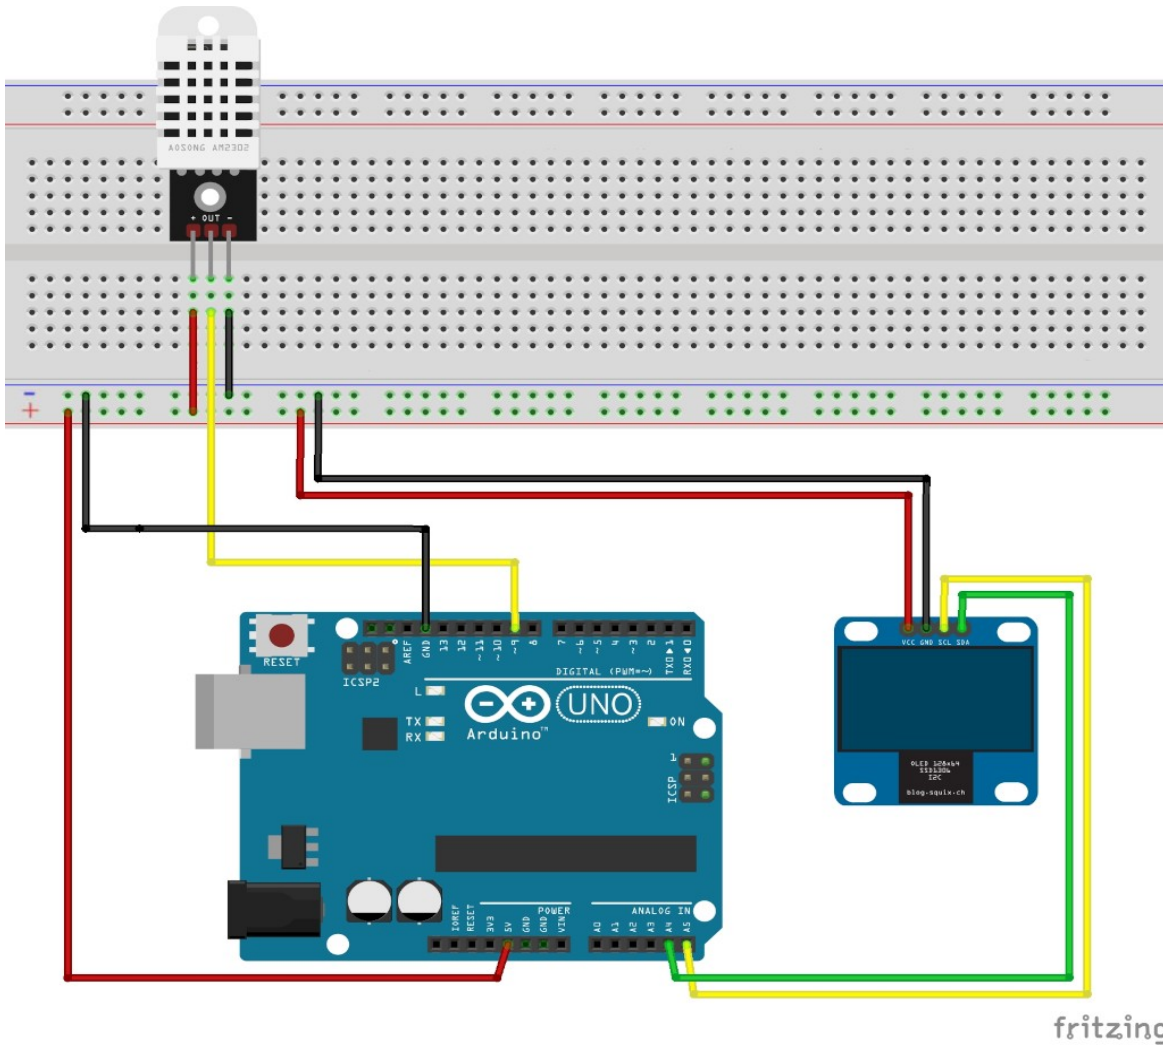 AOSONG AM2302
+ OUT -
-
+
RESET
ICSP2
AREF
GND
13
12
~11
~10
~9
8
7
~6
~5
4
~3
2
TX0▶1
RX0◀0
DIGITAL (PWM=~)
L
TX
RX
Arduino™
UNO
ON
1
ICSP
POWER
ANALOG IN
IOREF
RESET
3V3
5V
GND
GND
VIN
A0
A1
A2
A3
A4
A5
VCC GND SCL SDA
OLED 128x64
SSD1306
I2C
blog.squix.ch
fritzing